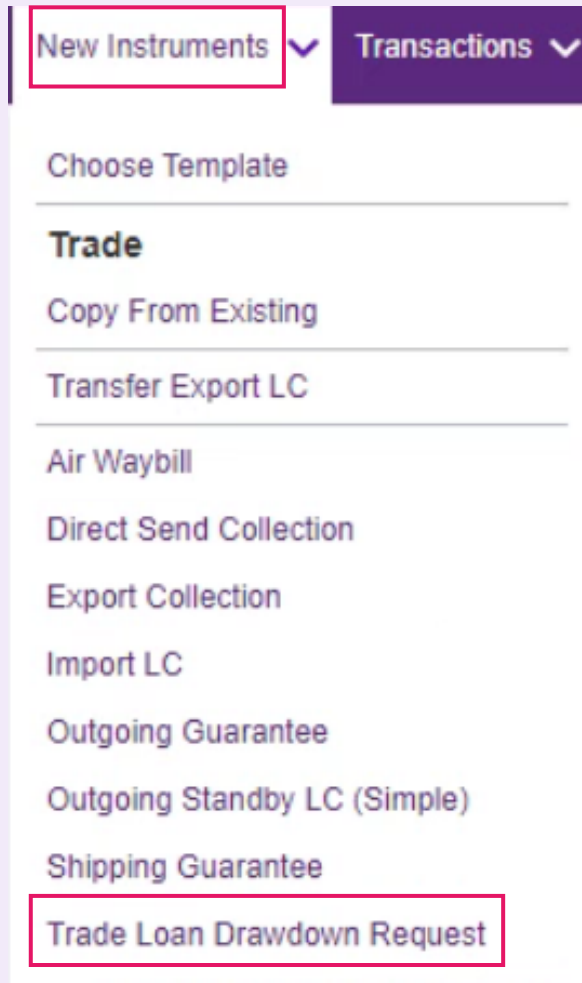 New Instruments Transactions
Choose Template
Trade
Copy From Existing
Transfer Export LC
Air Waybill
Direct Send Collection
Export Collection
Import LC
Outgoing Guarantee
Outgoing Standby LC (Simple)
Shipping Guarantee
Trade Loan Drawdown Request